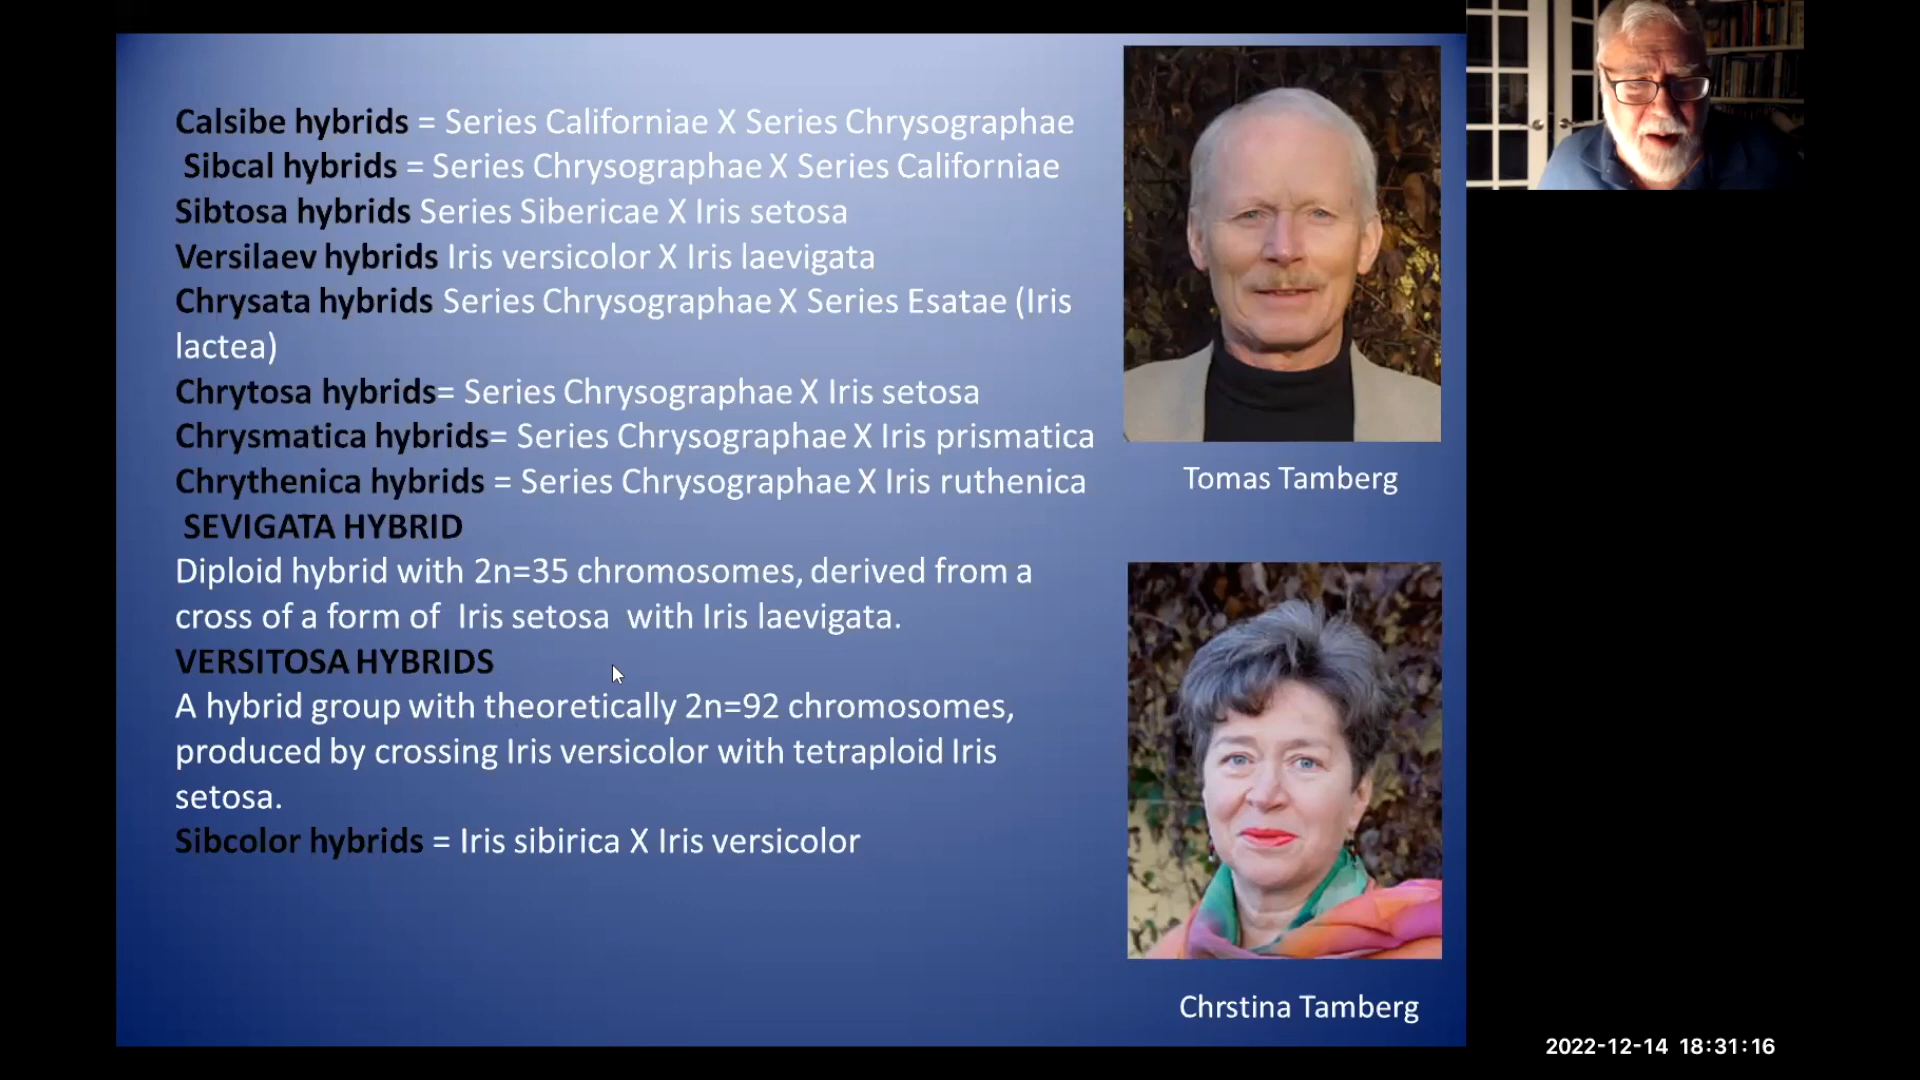 Calsibe hybrids = Series Californiae X Series Chrysographae
Sibcal hybrids = Series Chrysographae X Series Californiae
Sibtosa hybrids Series Sibericae X Iris setosa
Versilaev hybrids Iris versicolor X Iris laevigata
Chrysata hybrids Series Chrysographae X Series Esatae (Iris
lactea)
Chrytosa hybrids= Series Chrysographae X Iris setosa
Chrysmatica hybrids= Series Chrysographae X Iris prismatica
Chrythenica hybrids = Series Chrysographae X Iris ruthenica
SEVIGATA HYBRID
Diploid hybrid with 2n=35 chromosomes, derived from a
cross of a form of Iris setosa with Iris laevigata.
VERSITOSA HYBRIDS
A hybrid group with theoretically 2n=92 chromosomes,
produced by crossing Iris versicolor with tetraploid Iris
setosa.
Sibcolor hybrids = Iris sibirica X Iris versicolor
Tomas Tamberg
Chrstina Tamberg
2022-12-14 18:31:16